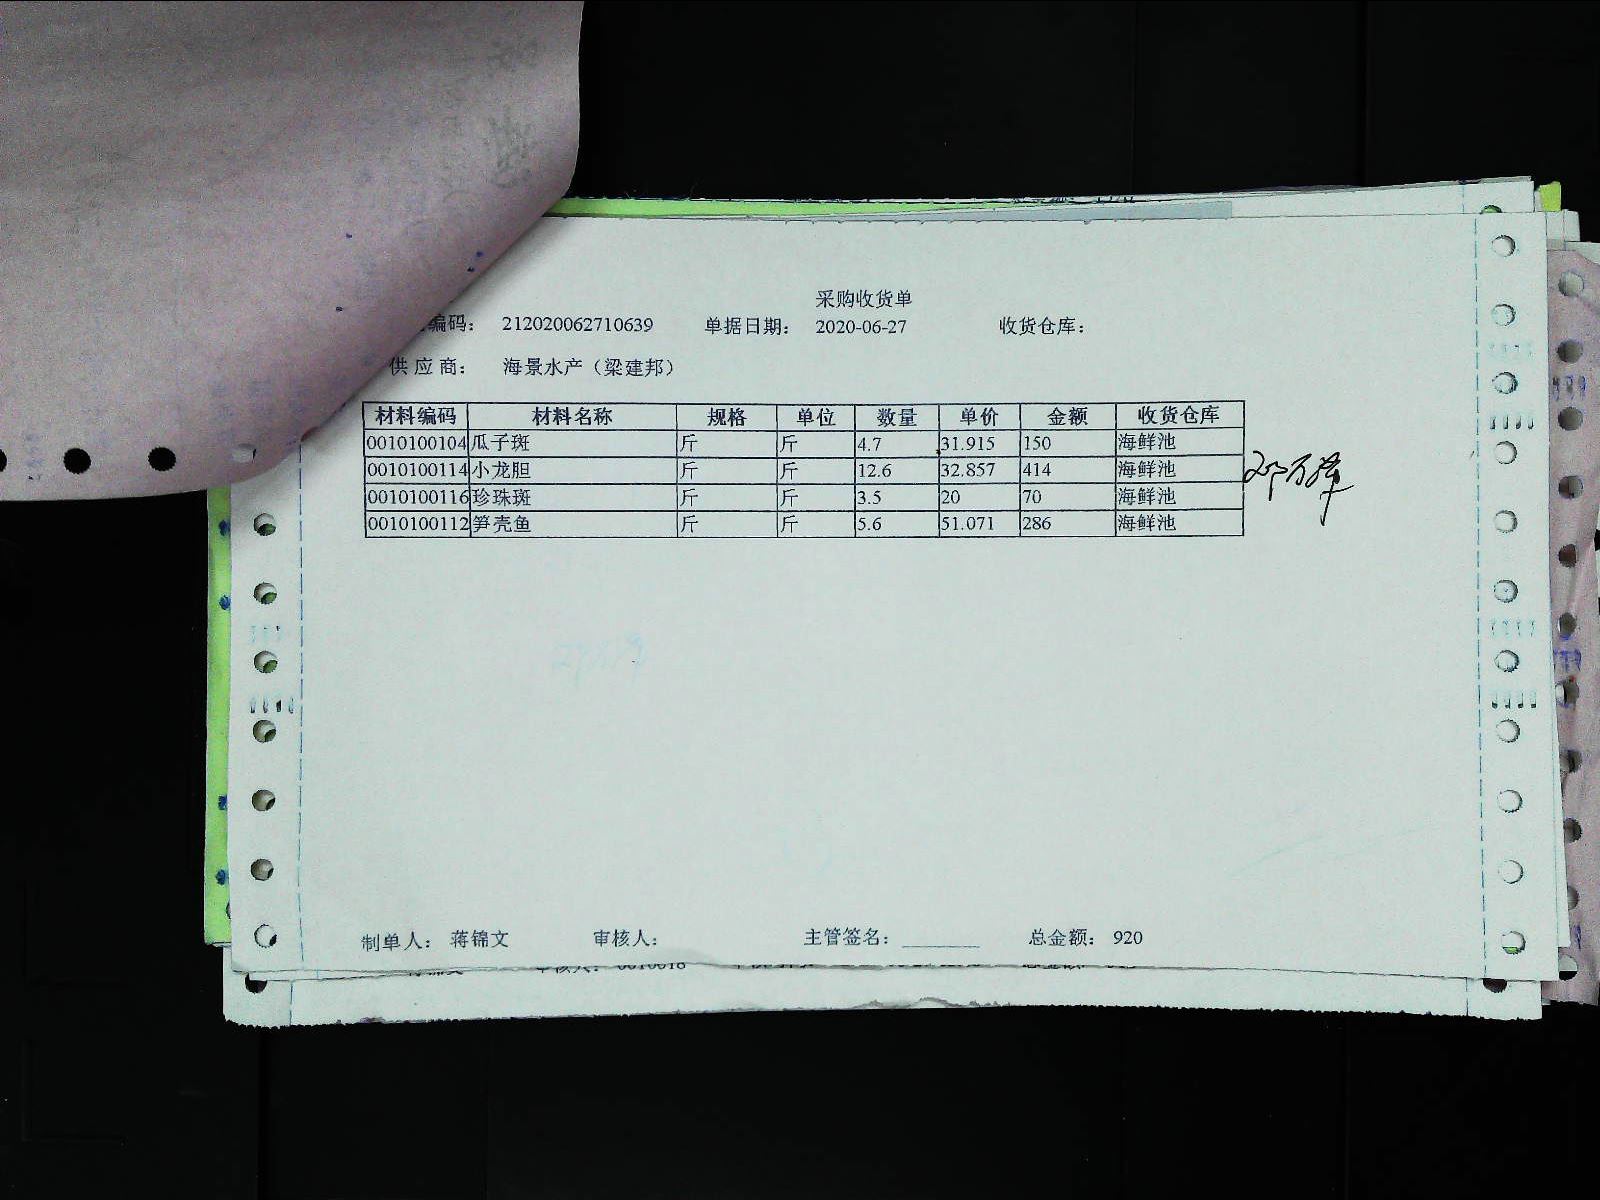 采购收货单
编码： 212020062710639 单据日期： 2020-06-27 收货仓库：
供应商： 海景水产（梁建邦）
材料编码 材料名称 规格 单位 数量 单价 金额 收货仓库
0010100104 瓜子斑 斤 斤 4.7 31.915 150 海鲜池
0010100114 小龙胆 斤 斤 12.6 32.857 414 海鲜池
0010100116 珍珠斑 斤 斤 3.5 20 70 海鲜池
0010100112 笋壳鱼 斤 斤 5.6 51.071 286 海鲜池
制单人： 蒋锦文 审核人： 主管签名： ________ 总金额： 920